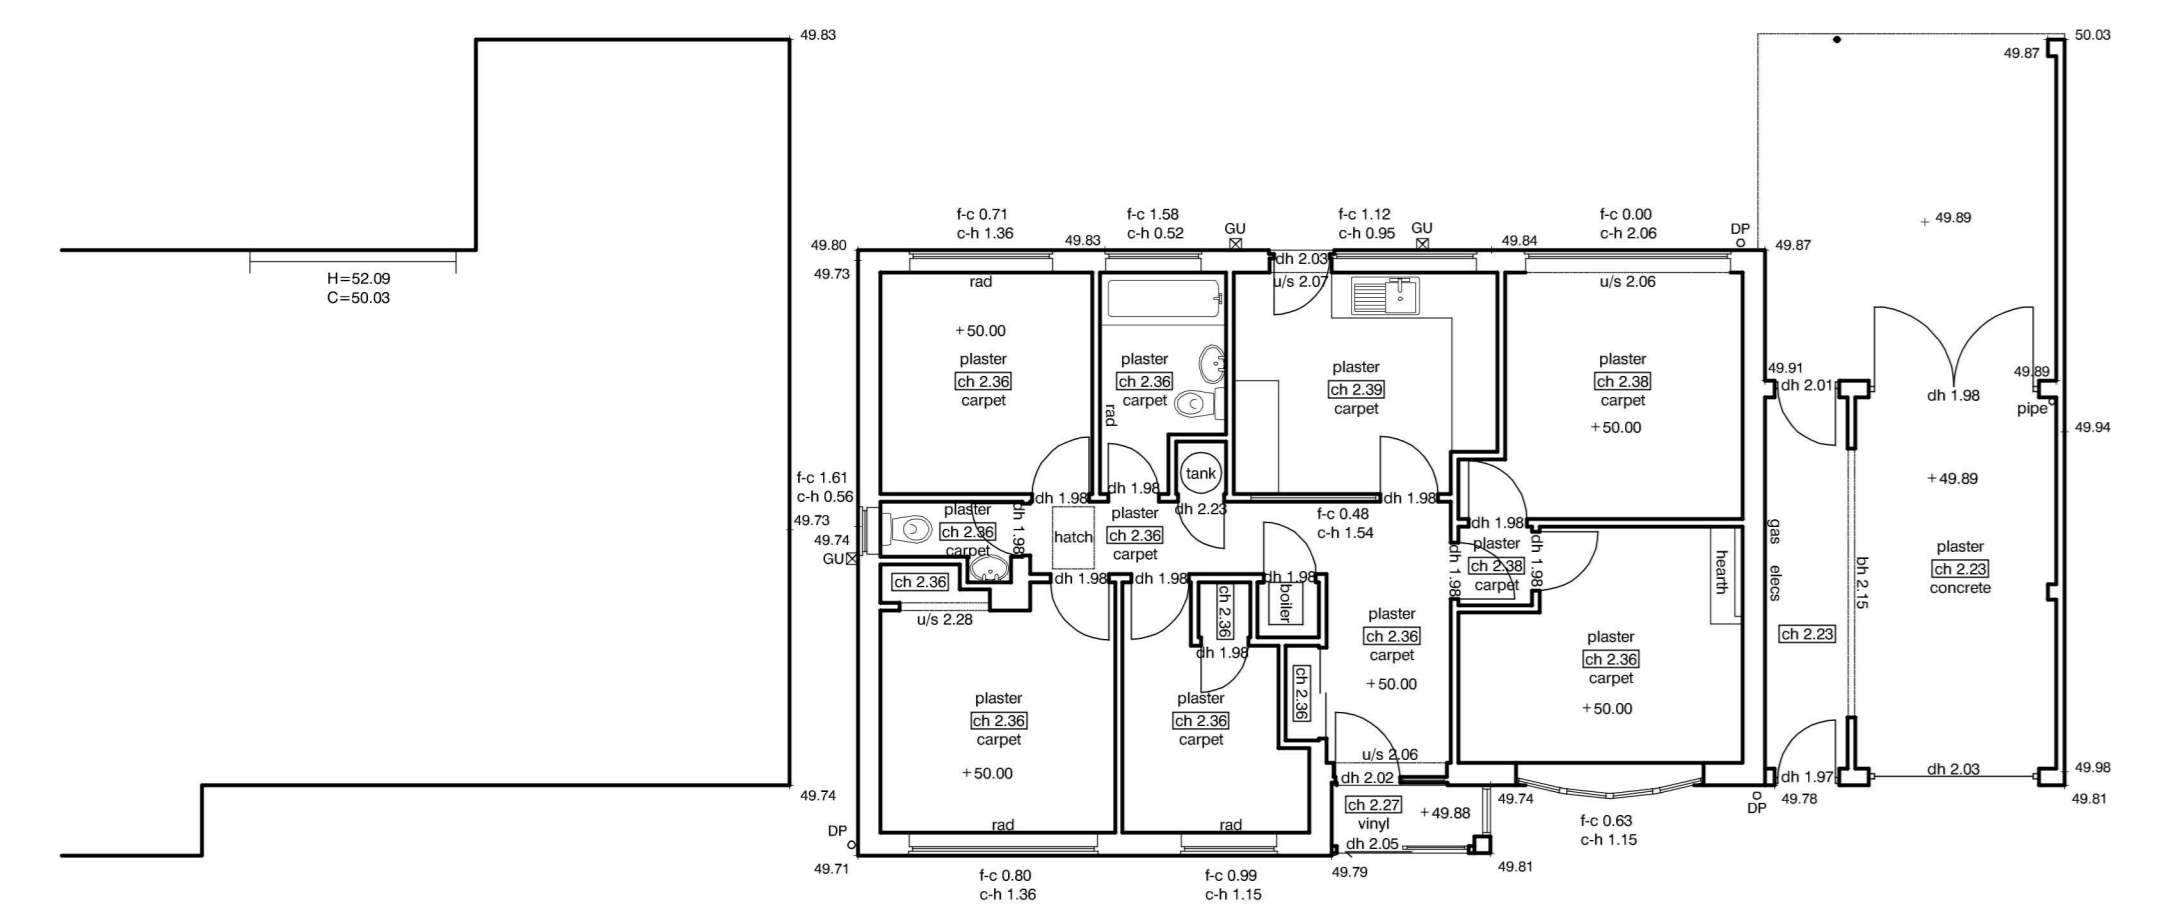 49.83
50.03
49.87
f-c 0.71
c-h 1.36
f-c 1.58
c-h 0.52
GU
f-c 1.12
c-h 0.95
GU
f-c 0.00
c-h 2.06
DP
+ 49.89
49.80
49.83
49.84
49.87
49.73
H=52.09
C=50.03
rad
dh 2.03
u/s 2.07
u/s 2.06
+50.00
plaster
ch 2.36
carpet
plaster
ch 2.36
carpet
rad
plaster
ch 2.39
carpet
plaster
ch 2.38
carpet
+50.00
49.91
dh 2.01
49.89
dh 1.98
pipe
49.94
+49.89
f-c 1.61
c-h 0.56
tank
dh 1.98
dh 1.98
dh 2.23
dh 1.98
f-c 0.48
c-h 1.54
49.73
49.74
GU
plaster
ch 2.36
carpet
dh 1.98
hatch
plaster
ch 2.36
carpet
dh 1.98
plaster
ch 2.38
carpet
dh 1.98
dh 1.98
hearth
gas
elecs
bh 2.15
plaster
ch 2.23
concrete
ch 2.36
u/s 2.28
dh 1.98
dh 1.98
dh 1.98
boiler
ch 2.36
dh 1.98
plaster
ch 2.36
carpet
+50.00
plaster
ch 2.36
carpet
+50.00
ch 2.23
plaster
ch 2.36
carpet
+50.00
plaster
ch 2.36
carpet
ch 2.36
u/s 2.06
dh 2.02
ch 2.27
vinyl
+49.88
dh 2.05
49.74
dh 1.97
dh 2.03
49.98
49.74
49.78
DP
49.81
DP
rad
rad
f-c 0.63
c-h 1.15
49.71
49.79
49.81
f-c 0.80
c-h 1.36
f-c 0.99
c-h 1.15